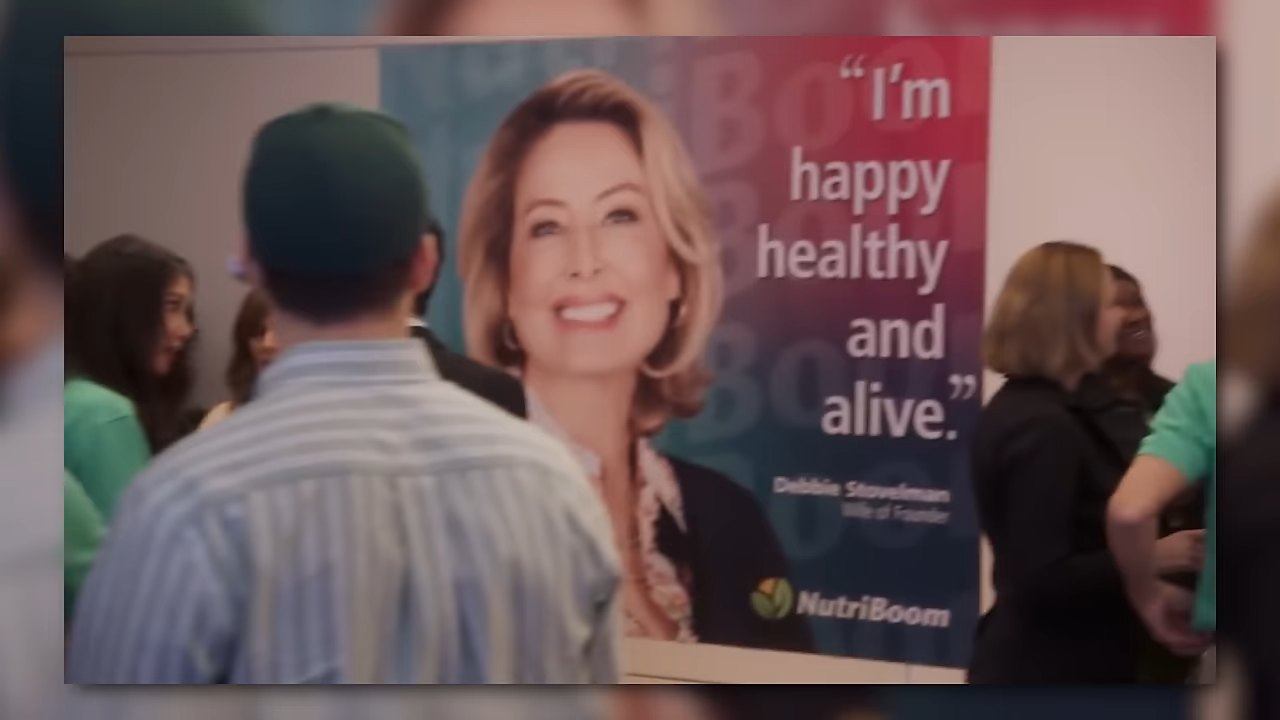 “I’m
happy
healthy
and
alive.”
Debbie Stovelman
Wife of Founder
NutriBoom